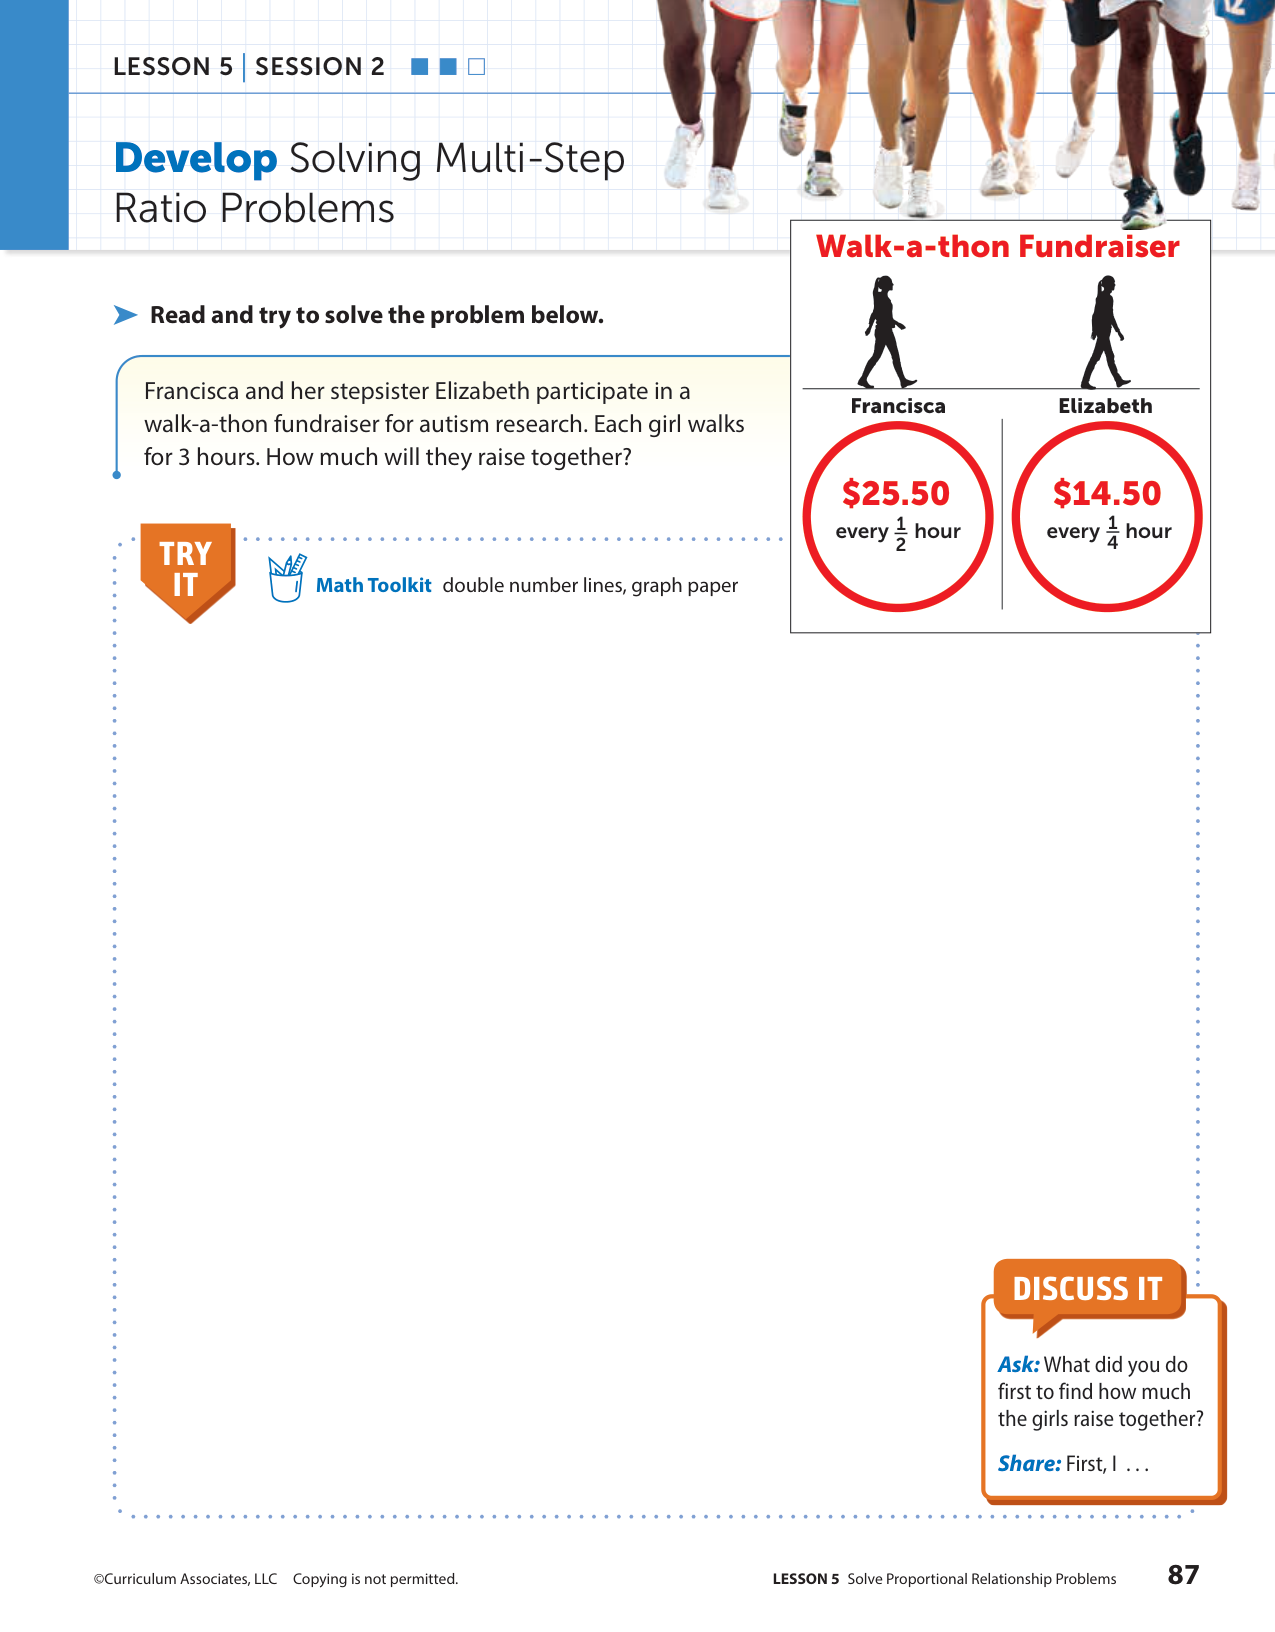 LESSON 5 | SESSION 2
Develop Solving Multi-Step
Ratio Problems
12
Walk-a-thon Fundraiser
Francisca
Elizabeth
$25.50
every 1/2 hour
$14.50
every 1/4 hour
Read and try to solve the problem below.
Francisca and her stepsister Elizabeth participate in a
walk-a-thon fundraiser for autism research. Each girl walks
for 3 hours. How much will they raise together?
TRY
IT
Math Toolkit double number lines, graph paper
DISCUSS IT
Ask: What did you do
first to find how much
the girls raise together?
Share: First, I . . .
©Curriculum Associates, LLC Copying is not permitted.
LESSON 5 Solve Proportional Relationship Problems
87